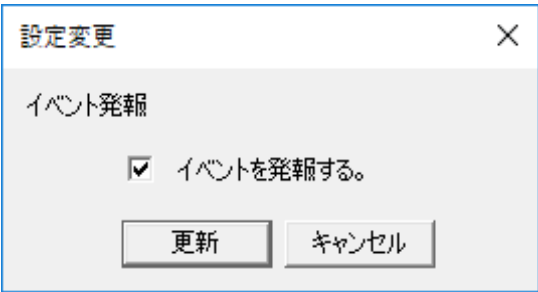 設定変更
イベント発報
イベントを発報する。
更新
キャンセル